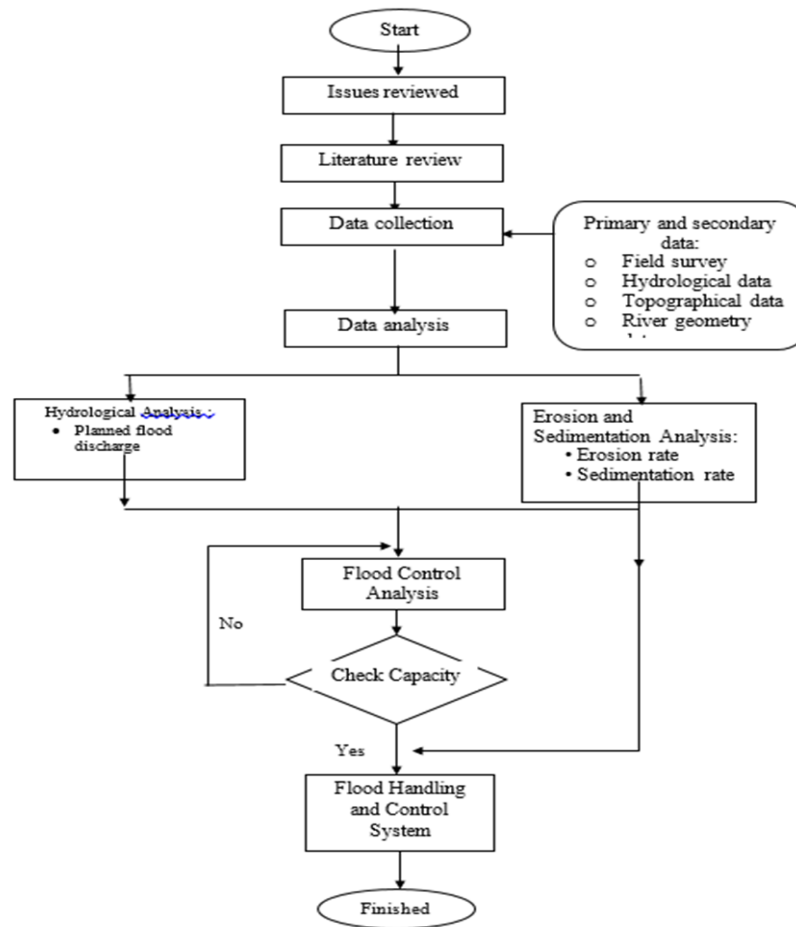 Start
Issues reviewed
Literature review
Data collection
Primary and secondary
data:
o Field survey
o Hydrological data
o Topographical data
o River geometry
Data analysis
Hydrological Analysis :
• Planned flood
discharge
Erosion and
Sedimentation Analysis:
• Erosion rate
• Sedimentation rate
Flood Control
Analysis
No
Check Capacity
Yes
Flood Handling
and Control
System
Finished